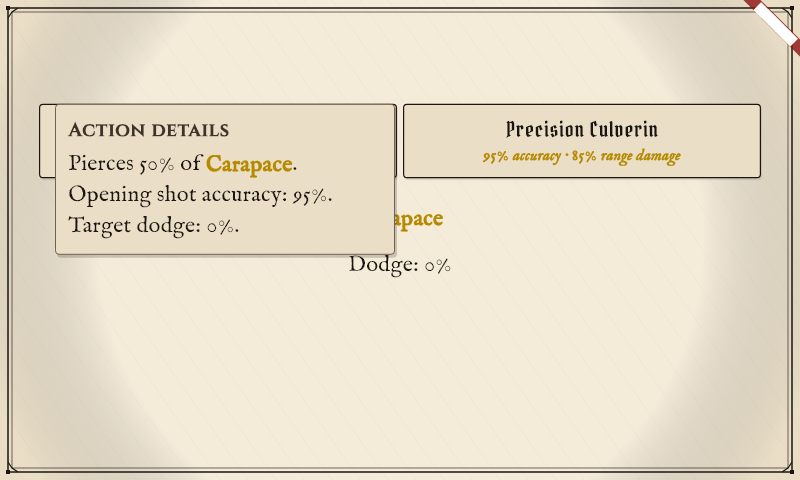 Action details
Pierces 50% of Carapace.
Opening shot accuracy: 95%.
Target dodge: 0%.
Precision Culverin
95% accuracy · 85% range damage
apace
Dodge: 0%